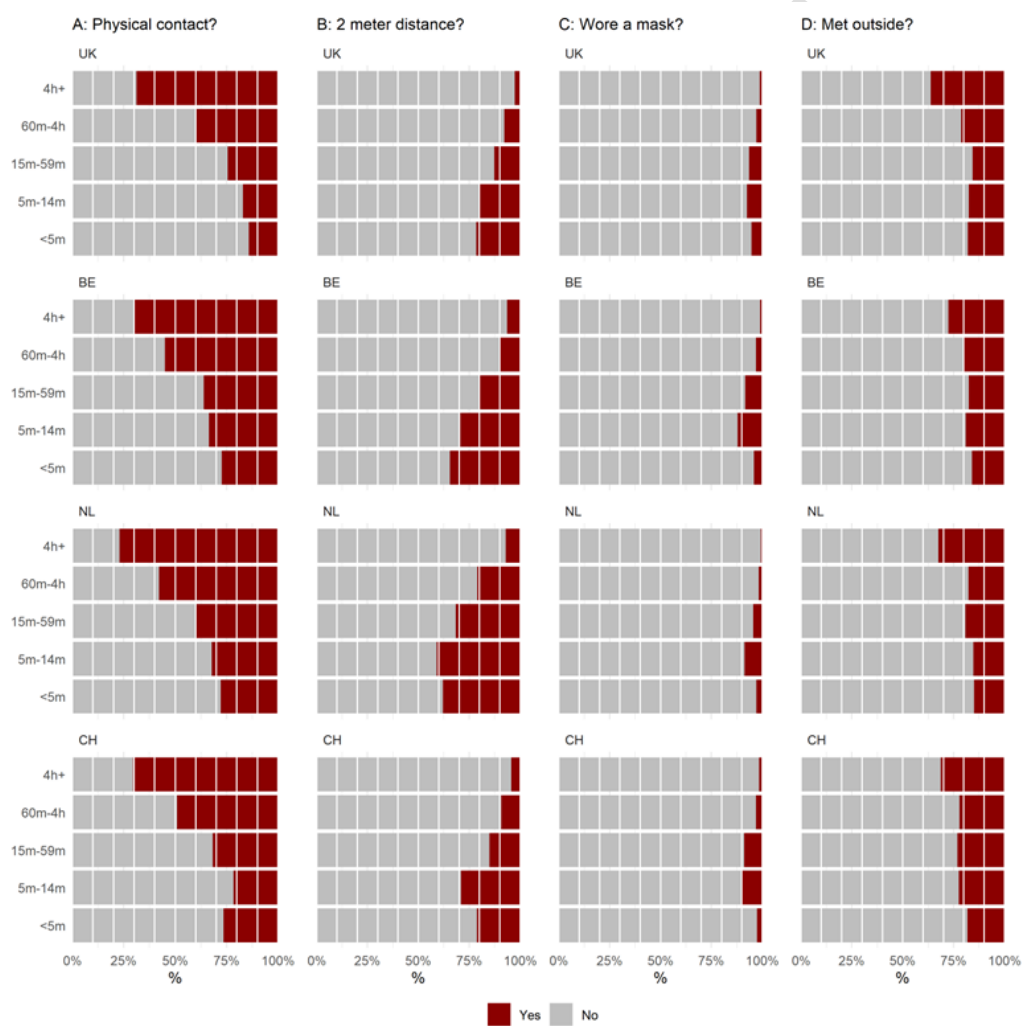 A: Physical contact? B: 2 meter distance? C: Wore a mask? D: Met outside?
UK UK UK UK
4h+
60m-4h
15m-59m
5m-14m
<5m
BE BE BE BE
4h+
60m-4h
15m-59m
5m-14m
<5m
NL NL NL NL
4h+
60m-4h
15m-59m
5m-14m
<5m
CH CH CH CH
4h+
60m-4h
15m-59m
5m-14m
<5m
0% 25% 50% 75% 100% 0% 25% 50% 75% 100% 0% 25% 50% 75% 100% 0% 25% 50% 75% 100%
% % % %
Yes No